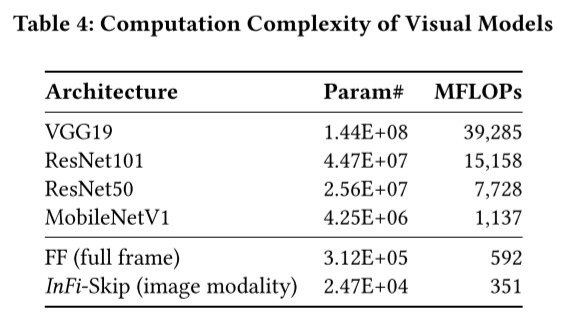 Table 4: Computation Complexity of Visual Models
Architecture Param# MFLOPs
VGG19 1.44E+08 39,285
ResNet101 4.47E+07 15,158
ResNet50 2.56E+07 7,728
MobileNetV1 4.25E+06 1,137
FF (full frame) 3.12E+05 592
InFi-Skip (image modality) 2.47E+04 351